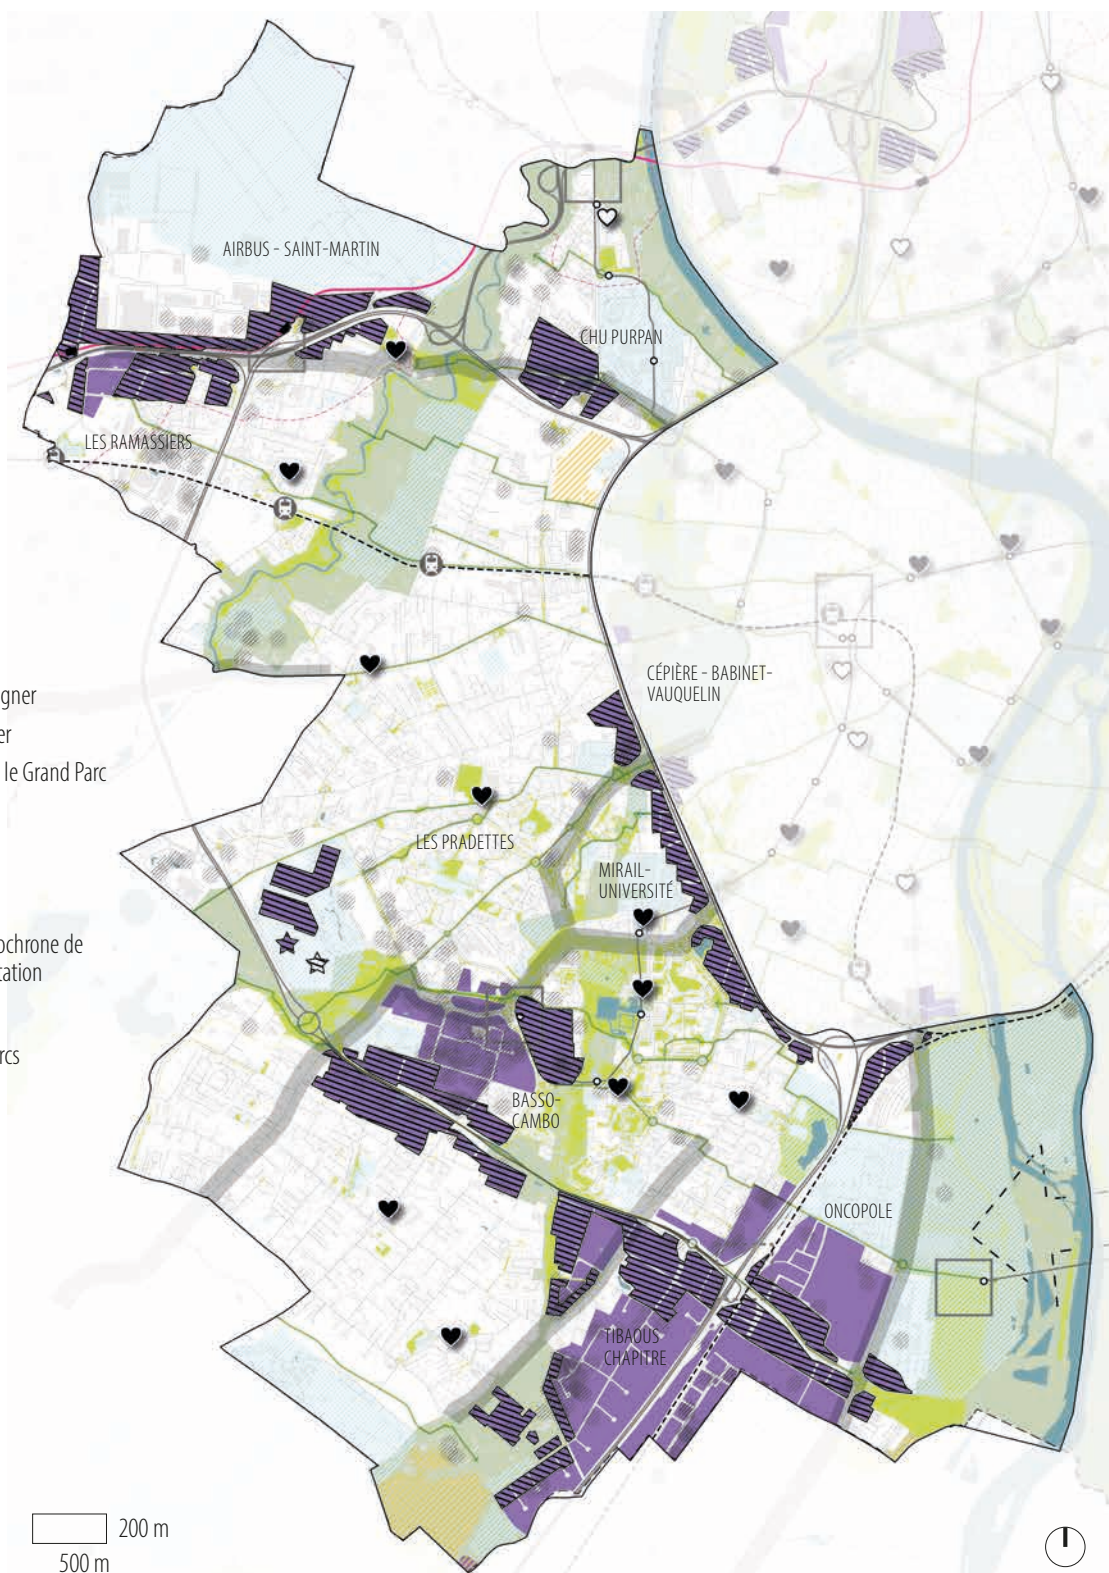 AIRBUS - SAINT-MARTIN
CHU PURPAN
LES RAMASSIERS
CÉPIÈRE - BABINET-
VAUQUELIN
gner
er
le Grand Parc
LES PRADETTES
MIRAIL-
UNIVERSITÉ
ochrone de
cation
rcs
BASSO-
CAMBO
ONCOPOLE
TIBAOUS
CHAPITRE
200 m
500 m